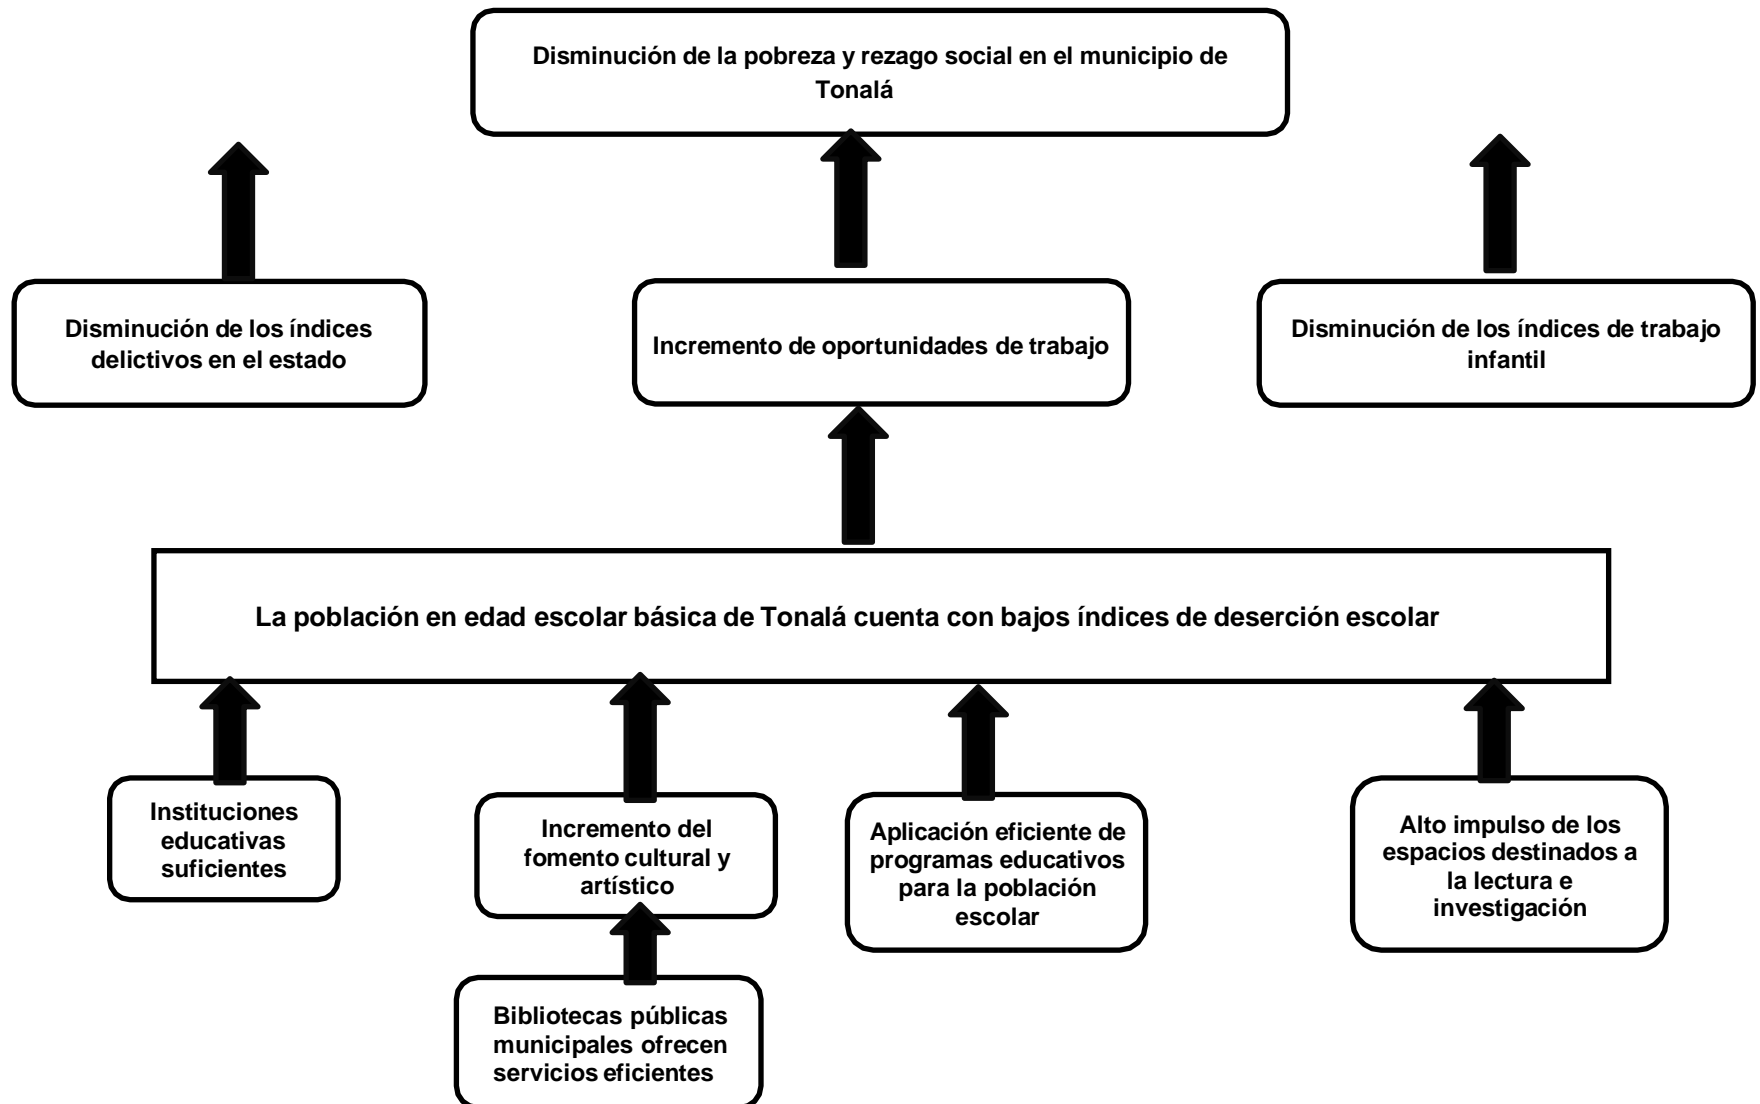 Disminución de la pobreza y rezago social en el municipio de
Tonalá
Disminución de los índices
delictivos en el estado
Incremento de oportunidades de trabajo
Disminución de los índices de trabajo
infantil
La población en edad escolar básica de Tonalá cuenta con bajos índices de deserción escolar
Instituciones
educativas
suficientes
Incremento del
fomento cultural y
artístico
Aplicación eficiente de
programas educativos
para la población
escolar
Alto impulso de los
espacios destinados a
la lectura e
investigación
Bibliotecas públicas
municipales ofrecen
servicios eficientes